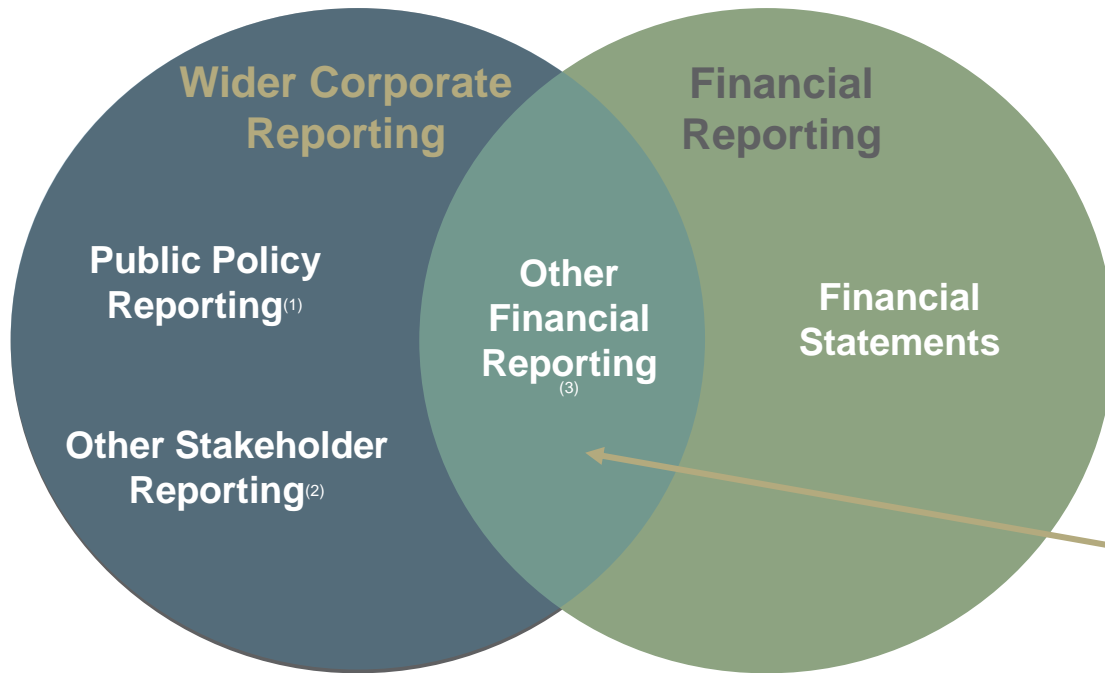 Wider Corporate
Reporting
Financial
Reporting
Public Policy
Reporting(1)
Other
Financial
Reporting
(3)
Financial
Statements
Other Stakeholder
Reporting(2)